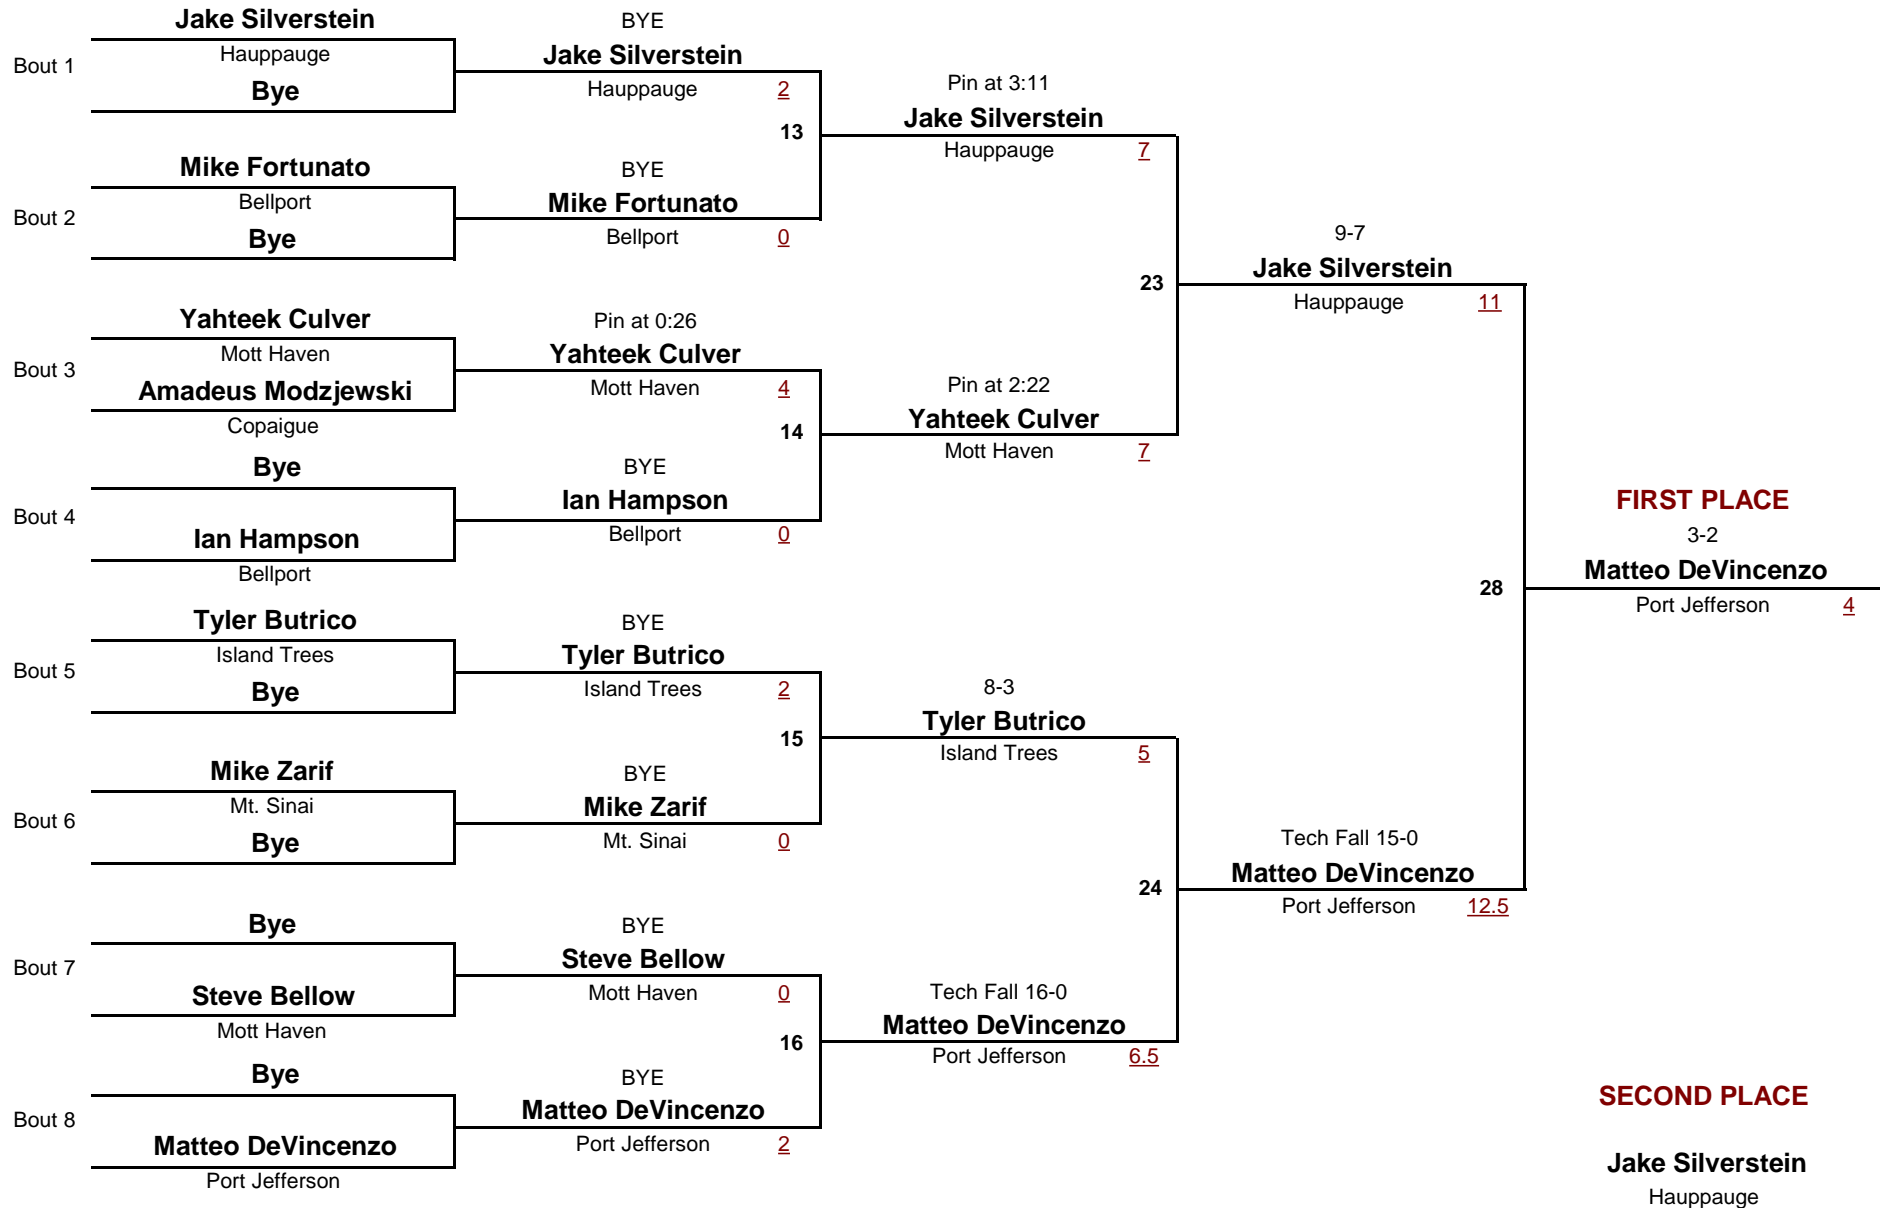 Jake Silverstein
Bout 1
Hauppauge
Bye
Mike Fortunato
Bout 2
Bellport
Bye
Yahteek Culver
Bout 3
Mott Haven
Amadeus Modzjewski
Copaigue
Bye
Bout 4
Ian Hampson
Bellport
Tyler Butrico
Bout 5
Island Trees
Bye
Mike Zarif
Bout 6
Mt. Sinai
Bye
Bye
Bout 7
Steve Bellow
Mott Haven
Bye
Bout 8
Matteo DeVincenzo
Port Jefferson
BYE
Jake Silverstein
Hauppauge 2
13
BYE
Mike Fortunato
Bellport 0
Pin at 0:26
Yahteek Culver
Mott Haven 4
14
BYE
Ian Hampson
Bellport 0
BYE
Tyler Butrico
Island Trees 2
15
BYE
Mike Zarif
Mt. Sinai 0
BYE
Steve Bellow
Mott Haven 0
16
BYE
Matteo DeVincenzo
Port Jefferson 2
Pin at 3:11
Jake Silverstein
Hauppauge 7
23
Pin at 2:22
Yahteek Culver
Mott Haven 7
8-3
Tyler Butrico
Island Trees 5
24
Tech Fall 16-0
Matteo DeVincenzo
Port Jefferson 6.5
9-7
Jake Silverstein
Hauppauge 11
28
Tech Fall 15-0
Matteo DeVincenzo
Port Jefferson 12.5
FIRST PLACE
3-2
Matteo DeVincenzo
Port Jefferson 4
SECOND PLACE
Jake Silverstein
Hauppauge